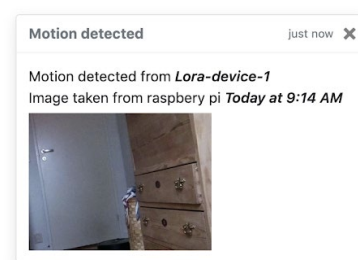 Motion detected
just now
Motion detected from Lora-device-1
Image taken from raspbery pi Today at 9:14 AM